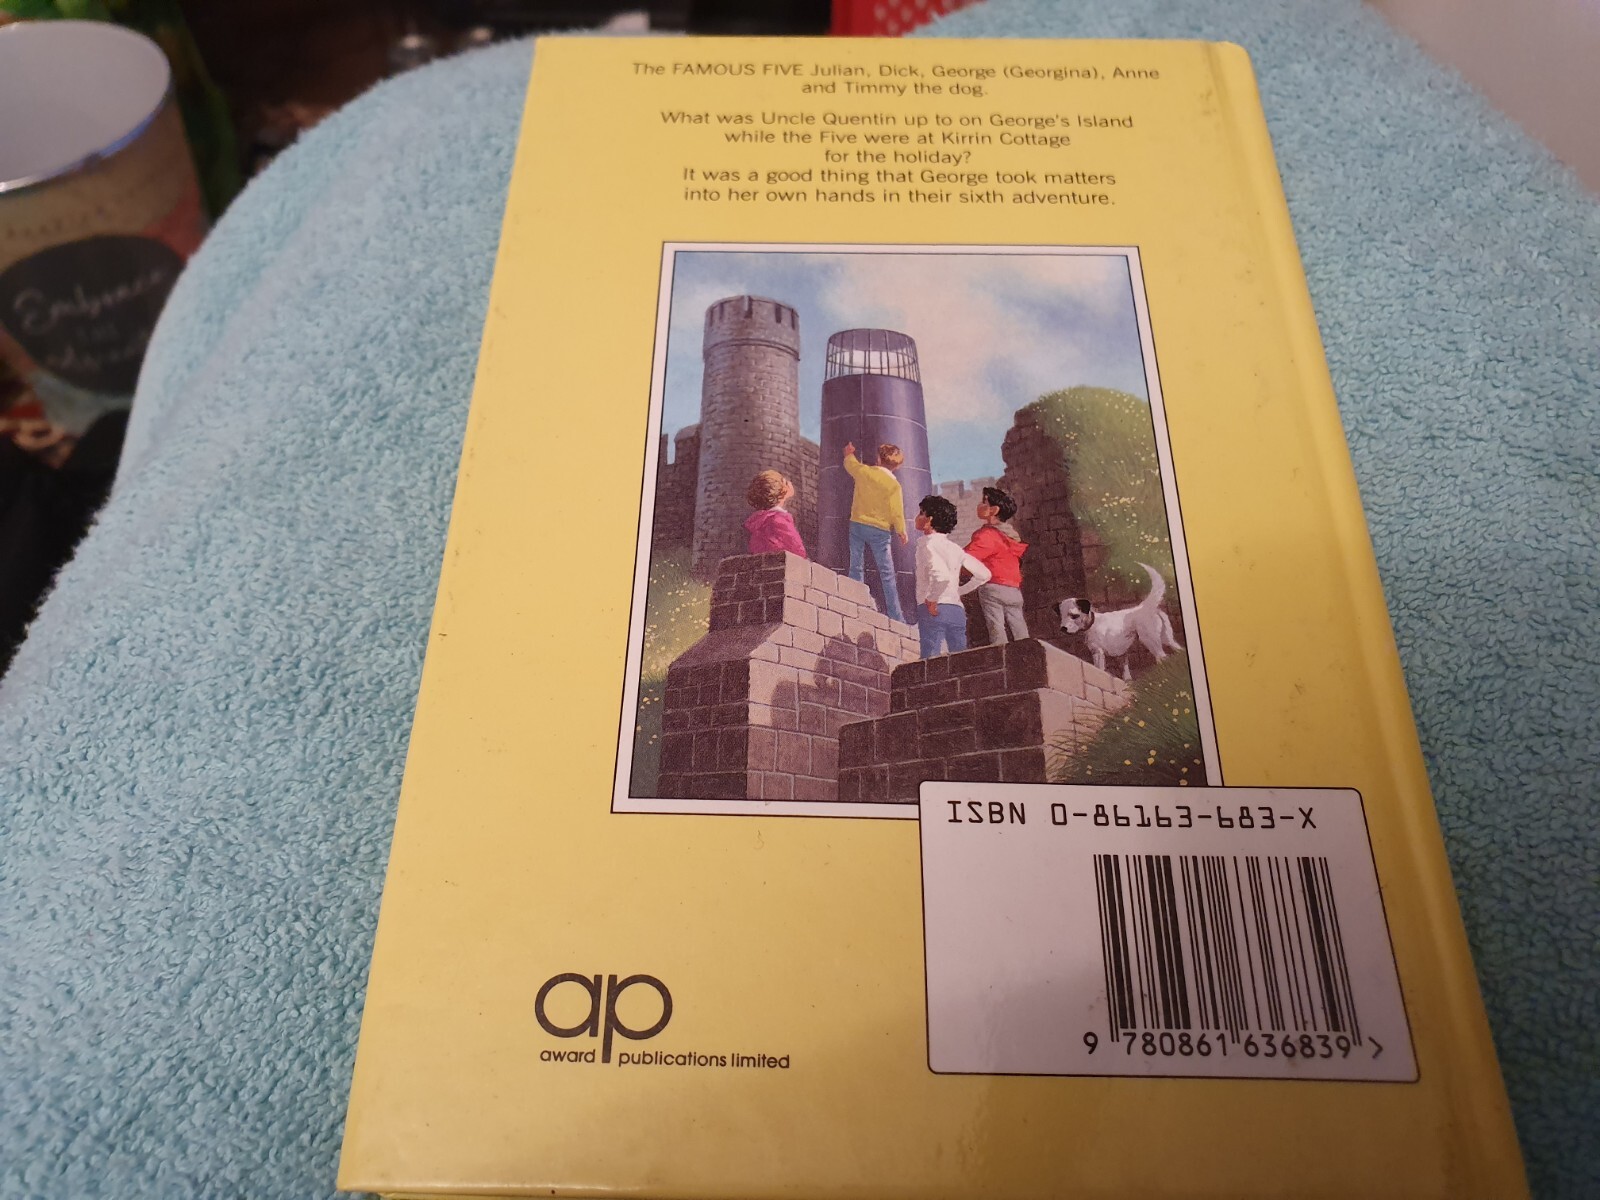 The FAMOUS FIVE Julian, Dick, George (Georgina), Anne
and Timmy the dog.
What was Uncle Quentin up to on George's Island
while the Five were at Kirrin Cottage
for the holiday?
It was a good thing that George took matters
into her own hands in their sixth adventure.
ISBN 0-86163-683-X
9 780861 636839 >
ap
award publications limited
Embrace
THE